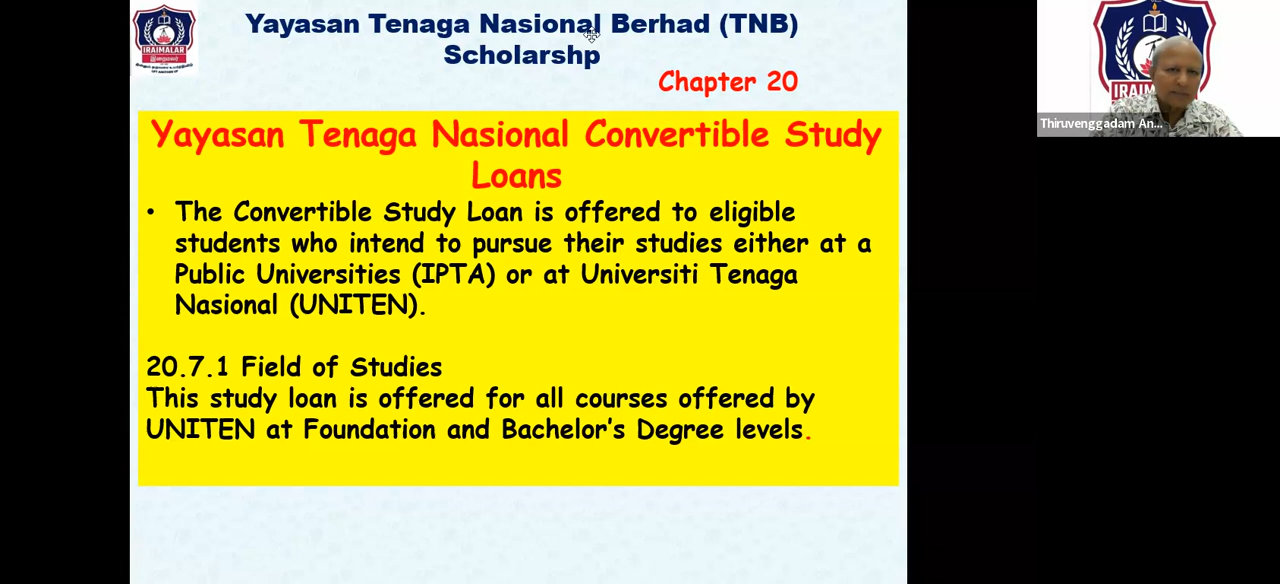 Yayasan Tenaga Nasional Berhad (TNB)
Scholarshp
Chapter 20
IRAIMALAR
Yayasan Tenaga Nasional Convertible Study
Loans
• The Convertible Study Loan is offered to eligible
students who intend to pursue their studies either at a
Public Universities (IPTA) or at Universiti Tenaga
Nasional (UNITEN).
20.7.1 Field of Studies
This study loan is offered for all courses offered by
UNITEN at Foundation and Bachelor’s Degree levels.
Thiruvenggadam An...